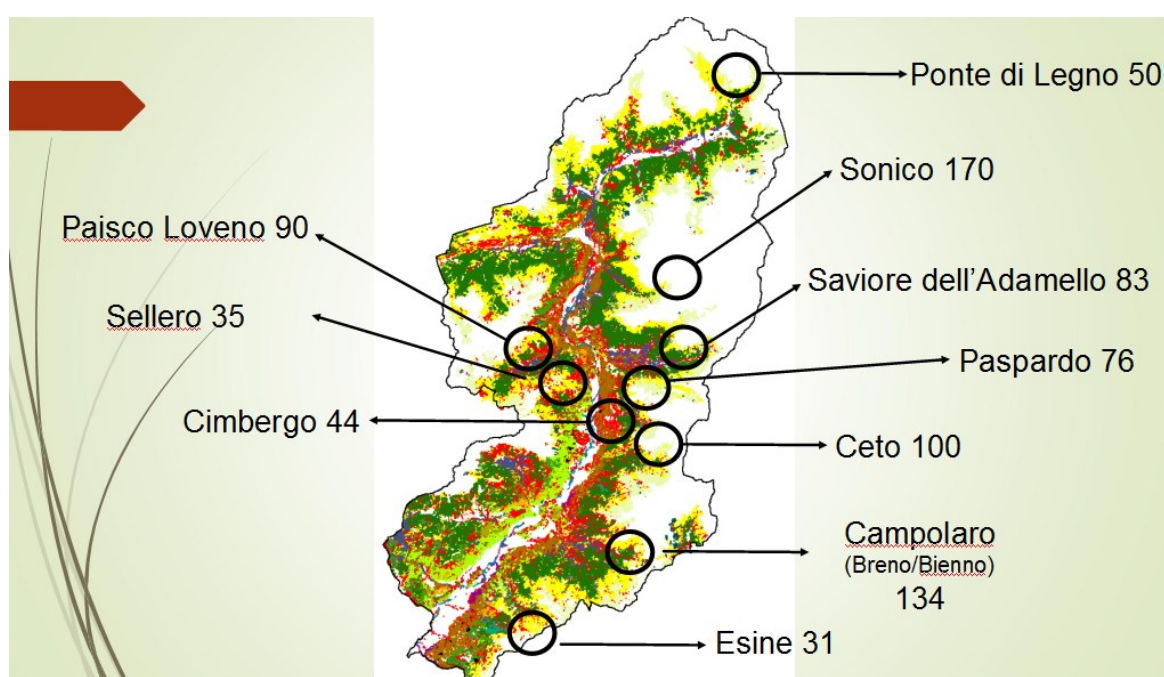 Ponte di Legno 50
Sonico 170
Paisco Loveno 90
Saviore dell'Adamello 83
Sellero 35
Paspardo 76
Cimbergo 44
Ceto 100
Campolaro
(Breno/Bienno)
134
Esine 31